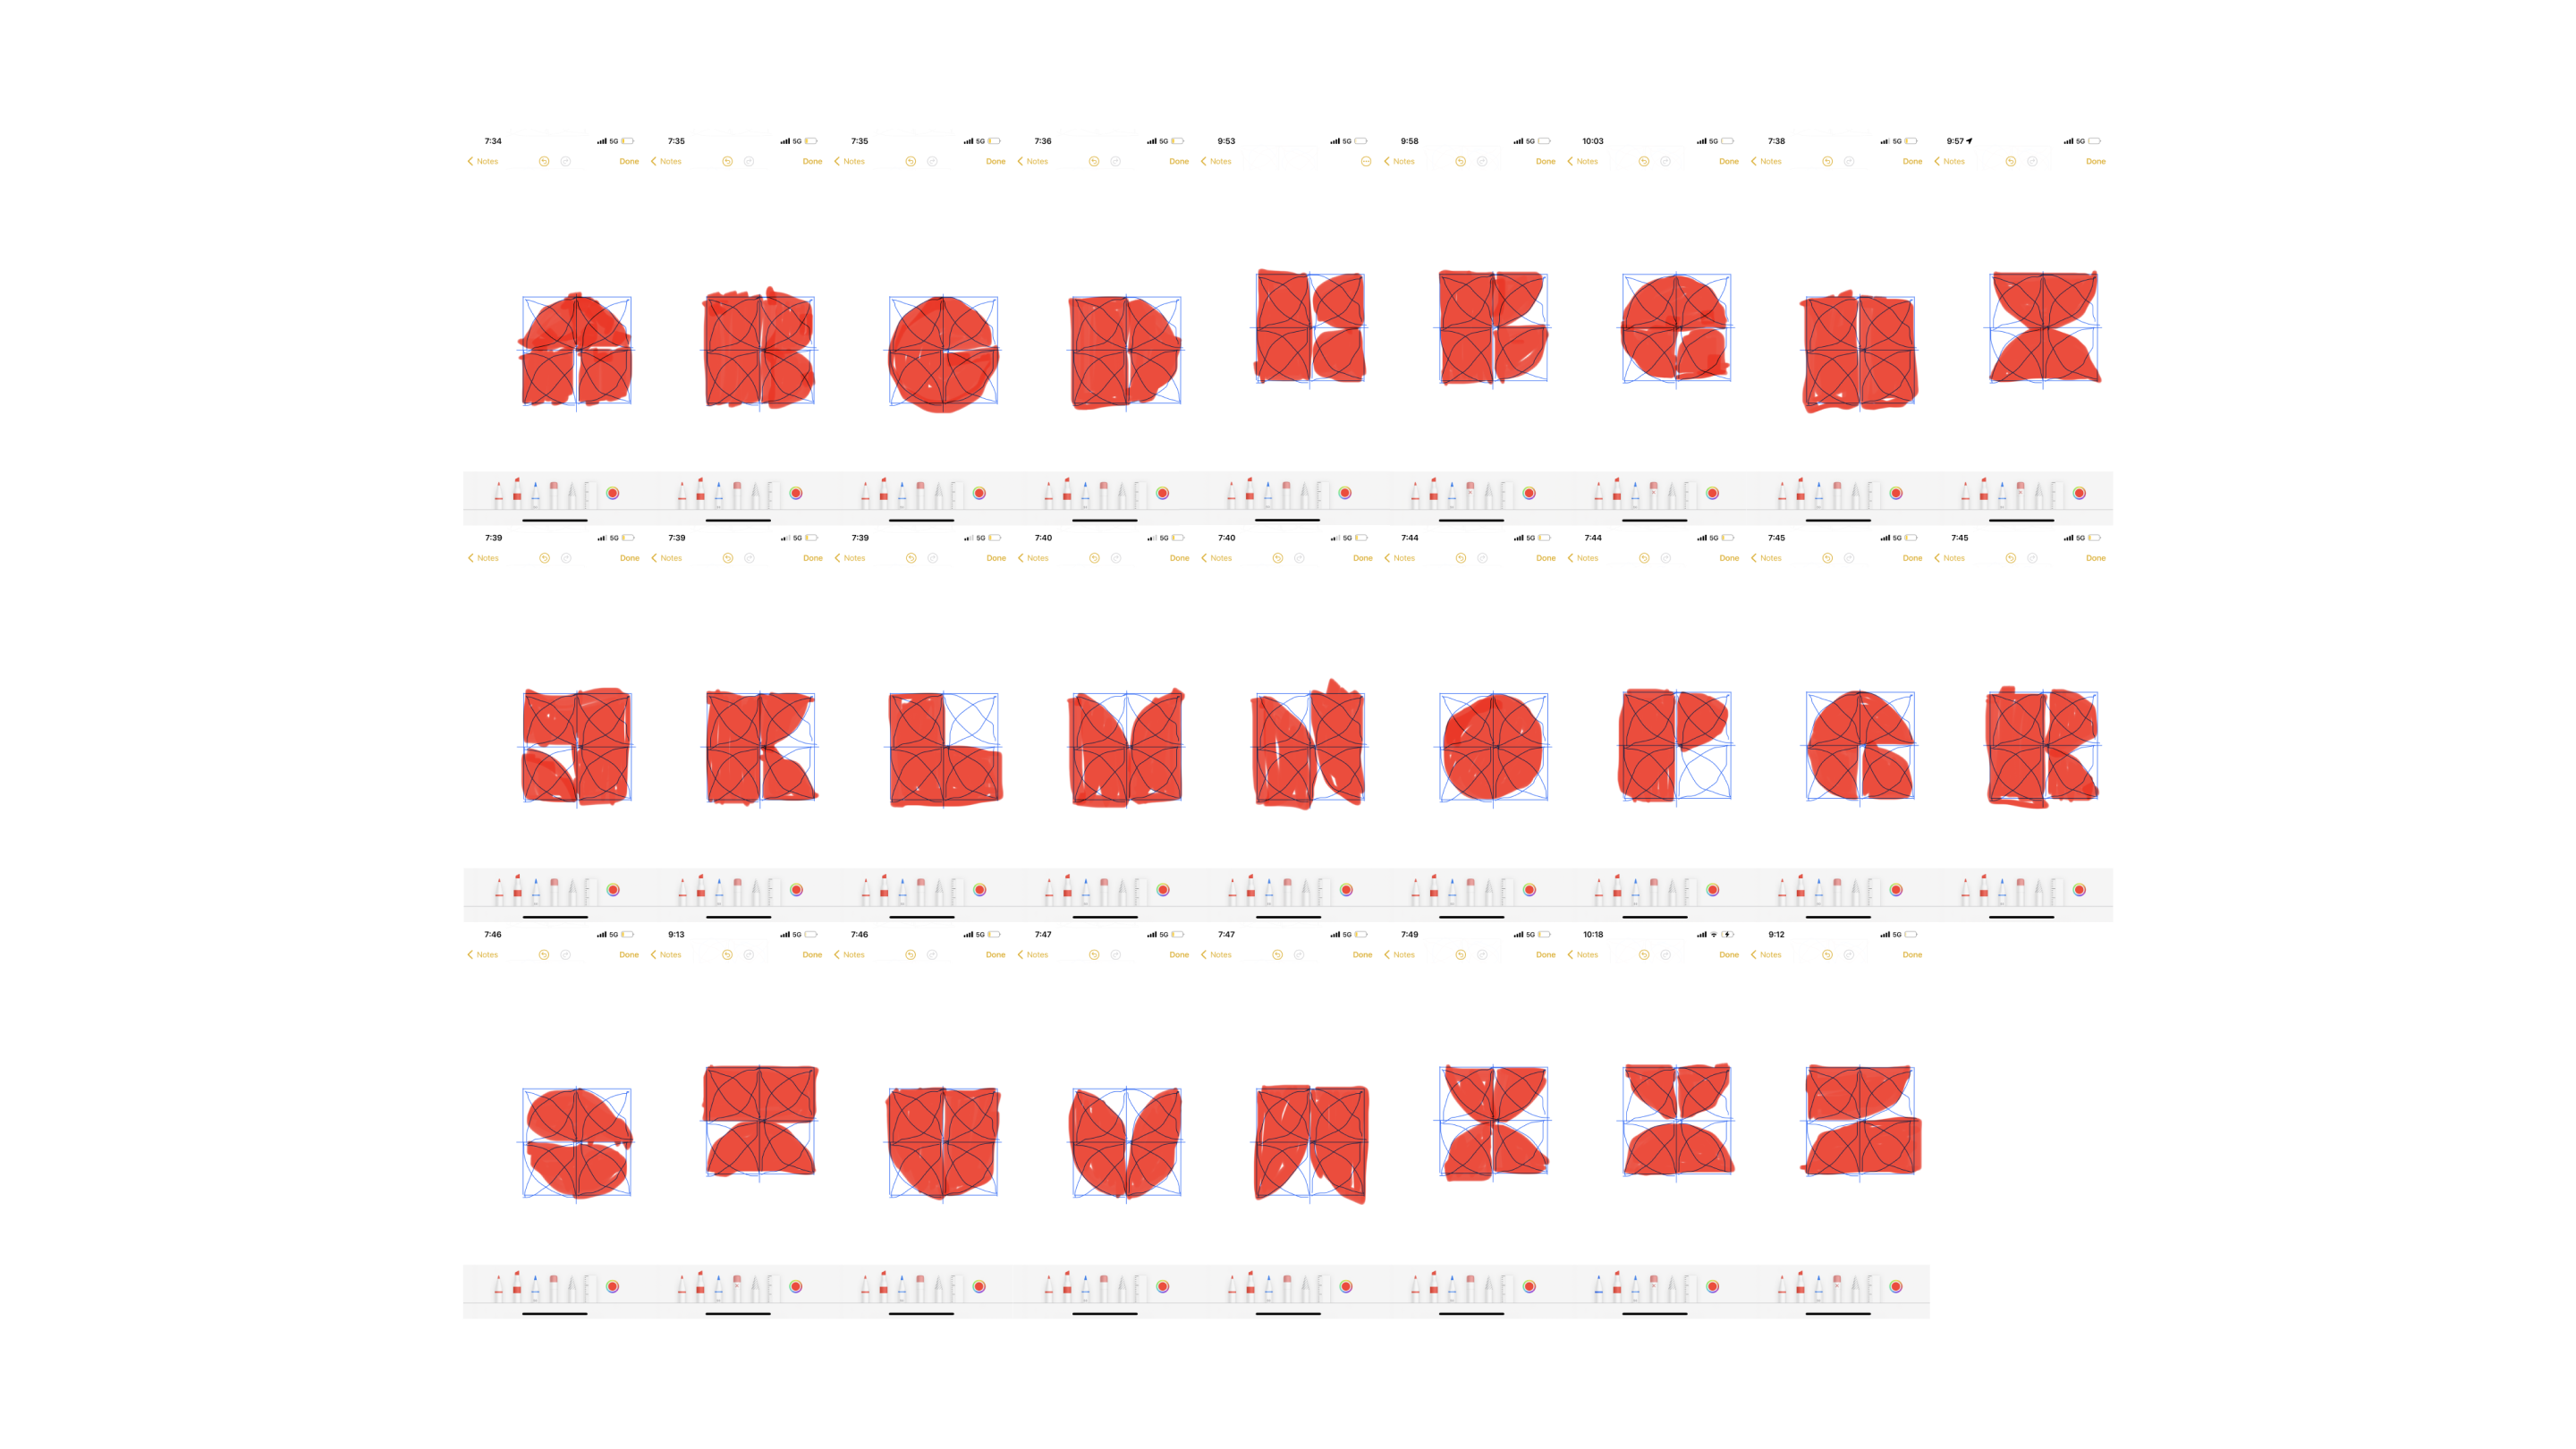 7:34 5G 7:35 5G 7:35 5G 7:36 5G 9:53 5G 9:58 5G 10:03 5G 7:38 5G 9:57 5G
Notes Done Notes Done Notes Done Notes Done Notes Notes Done Notes Done Notes Done Notes Done
A B C D E F G H I
7:39 5G 7:39 5G 7:39 5G 7:40 5G 7:40 5G 7:44 5G 7:44 5G 7:45 5G 7:45 5G
Notes Done Notes Done Notes Done Notes Done Notes Done Notes Done Notes Done Notes Done Notes Done
J K L M N O P Q R
7:46 5G 9:13 5G 7:46 5G 7:47 5G 7:47 5G 7:49 5G 10:18 9:12 5G
Notes Done Notes Done Notes Done Notes Done Notes Done Notes Done Notes Done Notes Done
S T U V W X Y Z